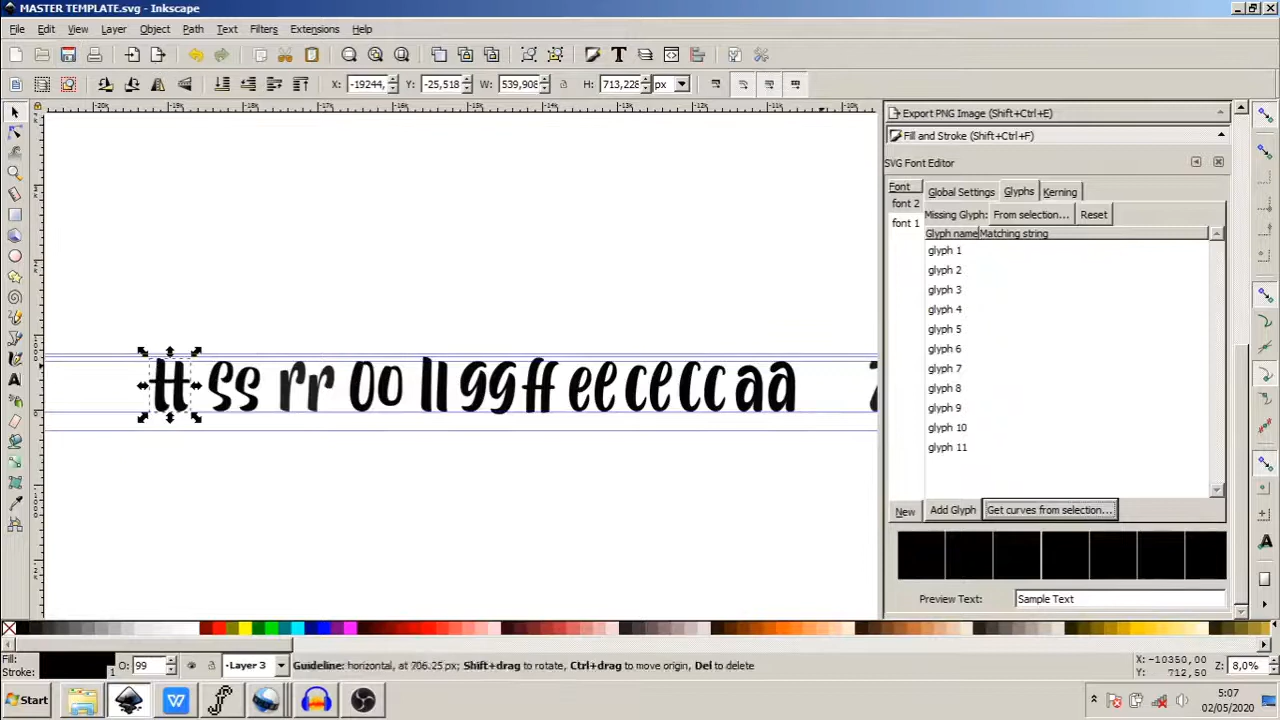 MASTER TEMPLATE.svg - Inkscape
File Edit View Layer Object Path Text Filters Extensions Help
X: -19244, Y: -25,518 W: 539,908 H: 713,228 px
Export PNG Image (Shift+Ctrl+E)
Fill and Stroke (Shift+Ctrl+F)
SVG Font Editor
Font
font 2
font 1
Global Settings Glyphs Kerning
Missing Glyph: From selection... Reset
Glyph name Matching string
glyph 1
glyph 2
glyph 3
glyph 4
glyph 5
glyph 6
glyph 7
glyph 8
glyph 9
glyph 10
glyph 11
tt ss rr oo ll gg ff ee ce cc aa
New Add Glyph Get curves from selection...
Preview Text: Sample Text
Fill:
Stroke: 1 O: 99 Layer 3 Guideline: horizontal, at 706.25 px; Shift+drag to rotate, Ctrl+drag to move origin, Del to delete
X: -10350,00
Y: 712,50
Z: 8,0%
Start
5:07
02/05/2020